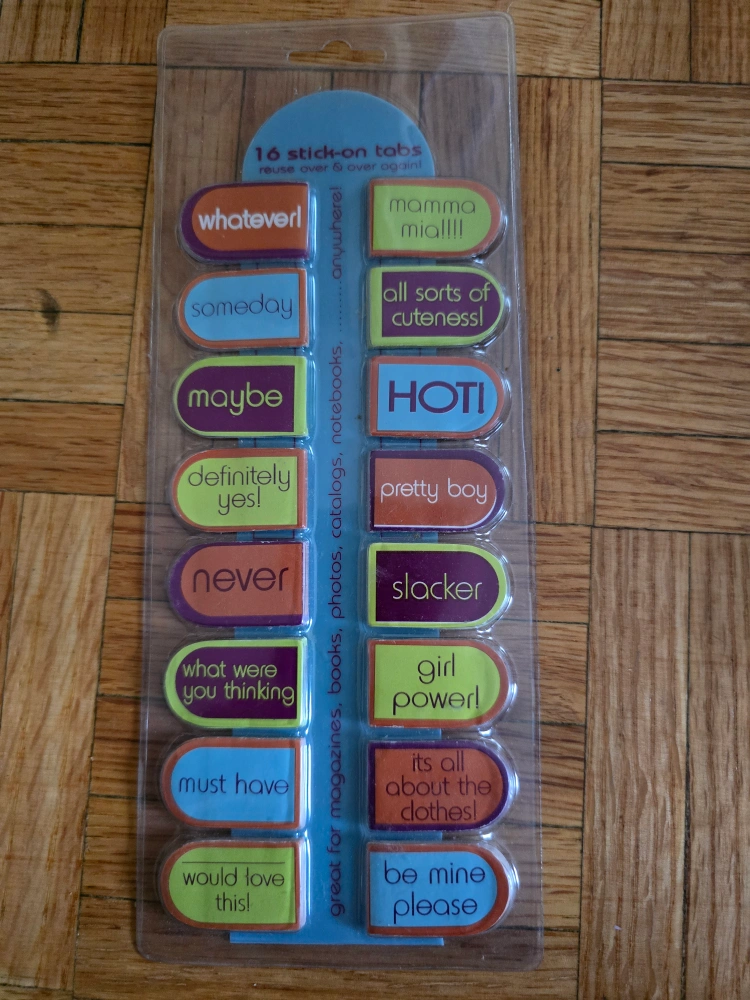 16 stick-on tabs
reuse over & over again!
great for magazines, books, photos, catalogs, notebooks, ..........anywhere!
whatever!
someday
maybe
definitely
yes!
never
what were
you thinking
must have
would love
this!
mamma
mia!!!!
all sorts of
cuteness!
HOT!
pretty boy
slacker
girl
power!
its all
about the
clothes!
be mine
please